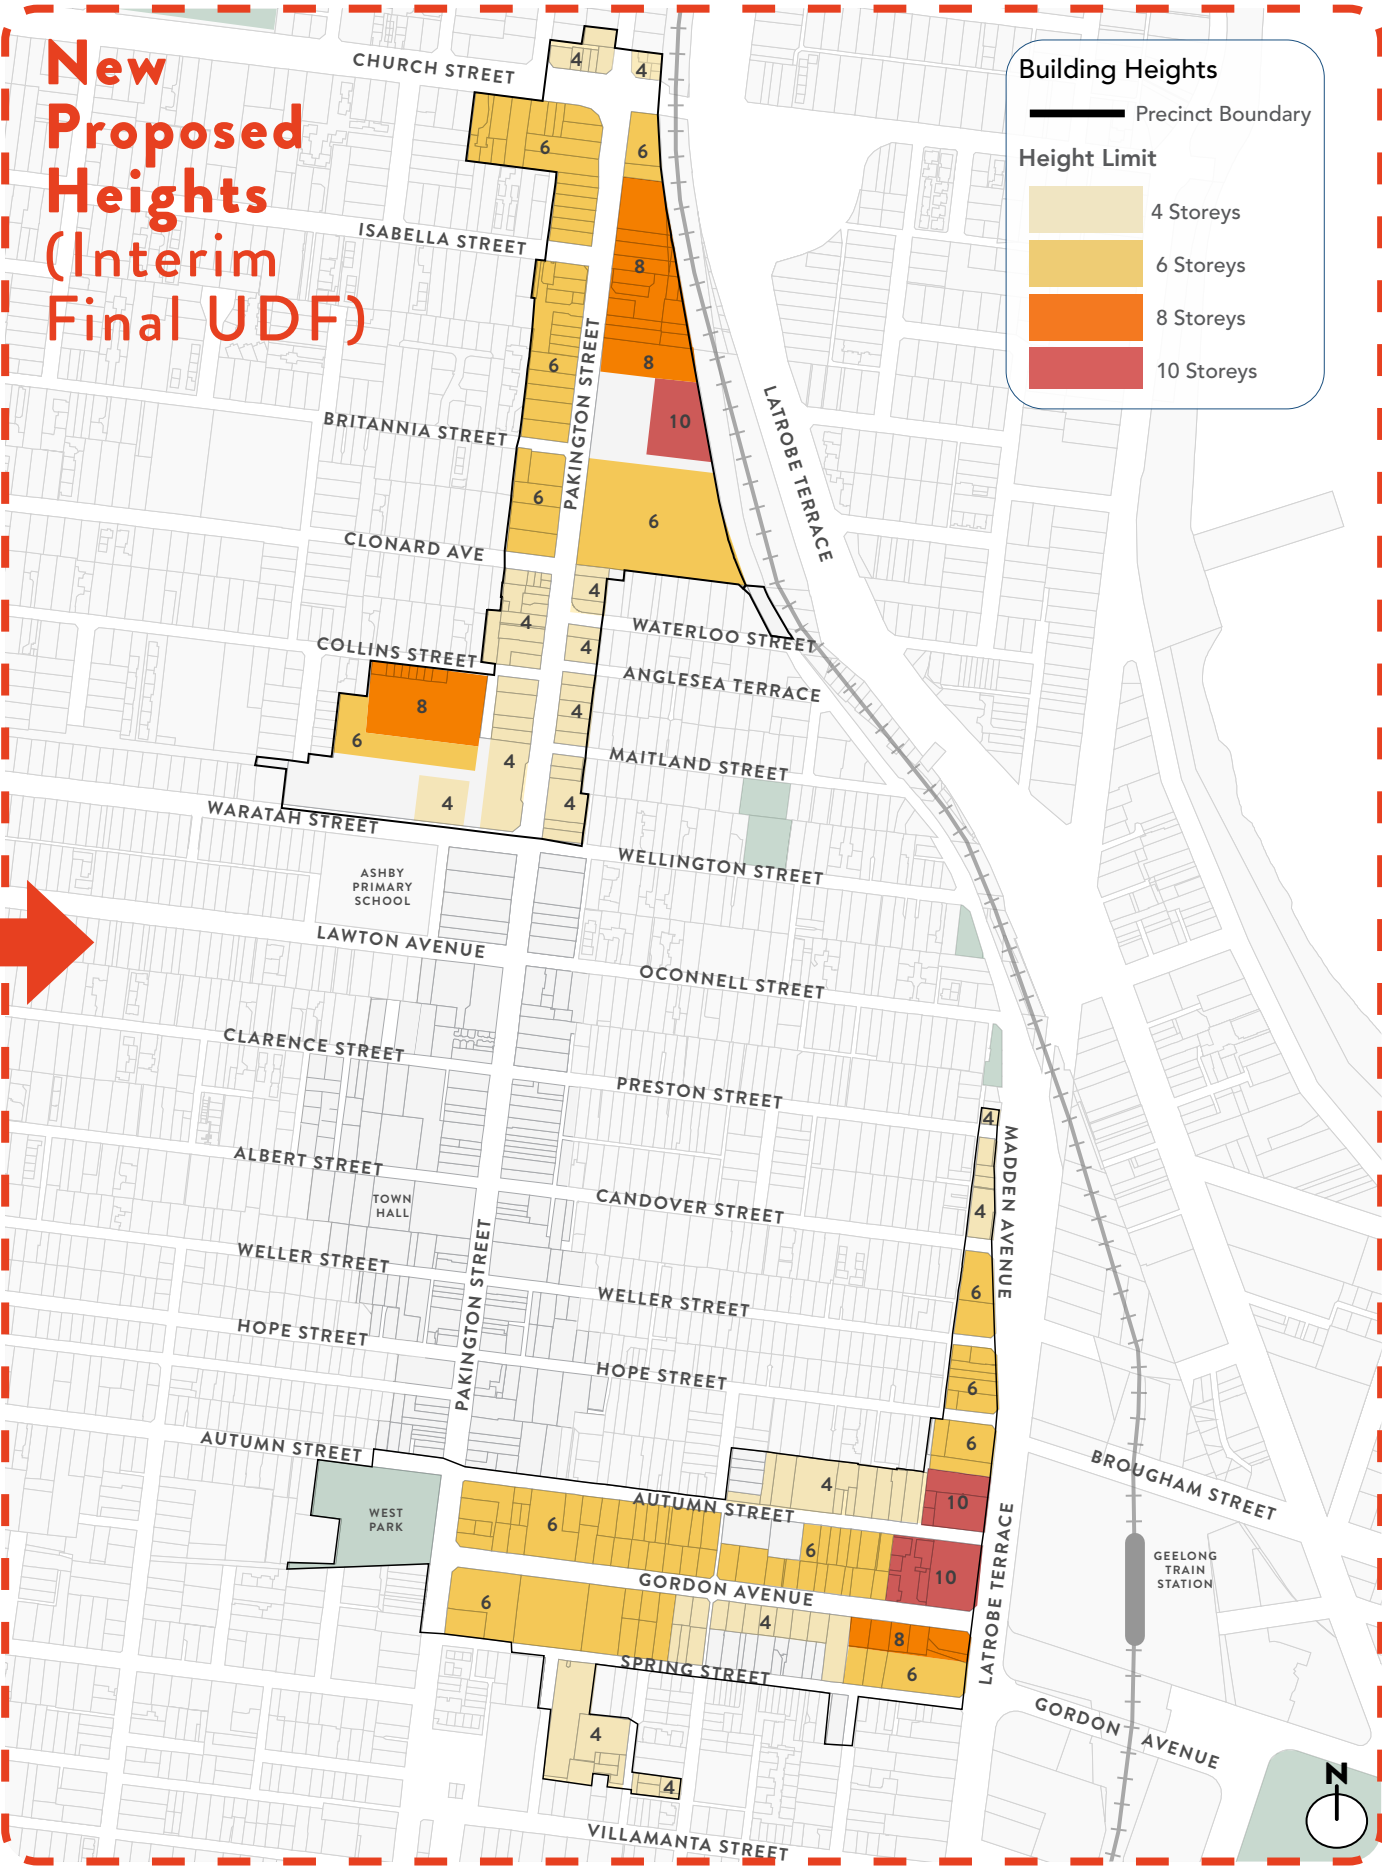 New
Proposed
Heights
(Interim
Final UDF)
Building Heights
Precinct Boundary
Height Limit
4 Storeys
6 Storeys
8 Storeys
10 Storeys
CHURCH STREET
4
4
6
6
ISABELLA STREET
8
PAKINGTON STREET
6
8
LATROBE TERRACE
BRITANNIA STREET
10
6
6
CLONARD AVE
4
4
WATERLOO STREET
COLLINS STREET
4
ANGLESEA TERRACE
8
4
6
4
MAITLAND STREET
4
4
WARATAH STREET
WELLINGTON STREET
ASHBY
PRIMARY
SCHOOL
LAWTON AVENUE
OCONNELL STREET
CLARENCE STREET
PRESTON STREET
4
MADDEN AVENUE
ALBERT STREET
TOWN
HALL
CANDOVER STREET
4
PAKINGTON STREET
WELLER STREET
WELLER STREET
6
HOPE STREET
HOPE STREET
6
AUTUMN STREET
6
BROUGHAM STREET
4
AUTUMN STREET
10
WEST
PARK
6
6
LATROBE TERRACE
GEELONG
TRAIN
STATION
10
GORDON AVENUE
6
4
8
SPRING STREET
6
GORDON AVENUE
4
4
N
VILLAMANTA STREET